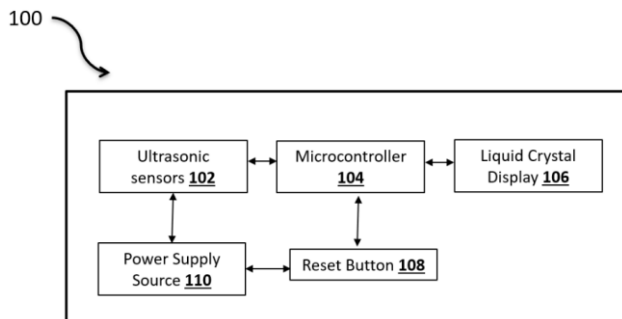 100
Ultrasonic
sensors 102
Microcontroller
104
Liquid Crystal
Display 106
Power Supply
Source 110
Reset Button 108